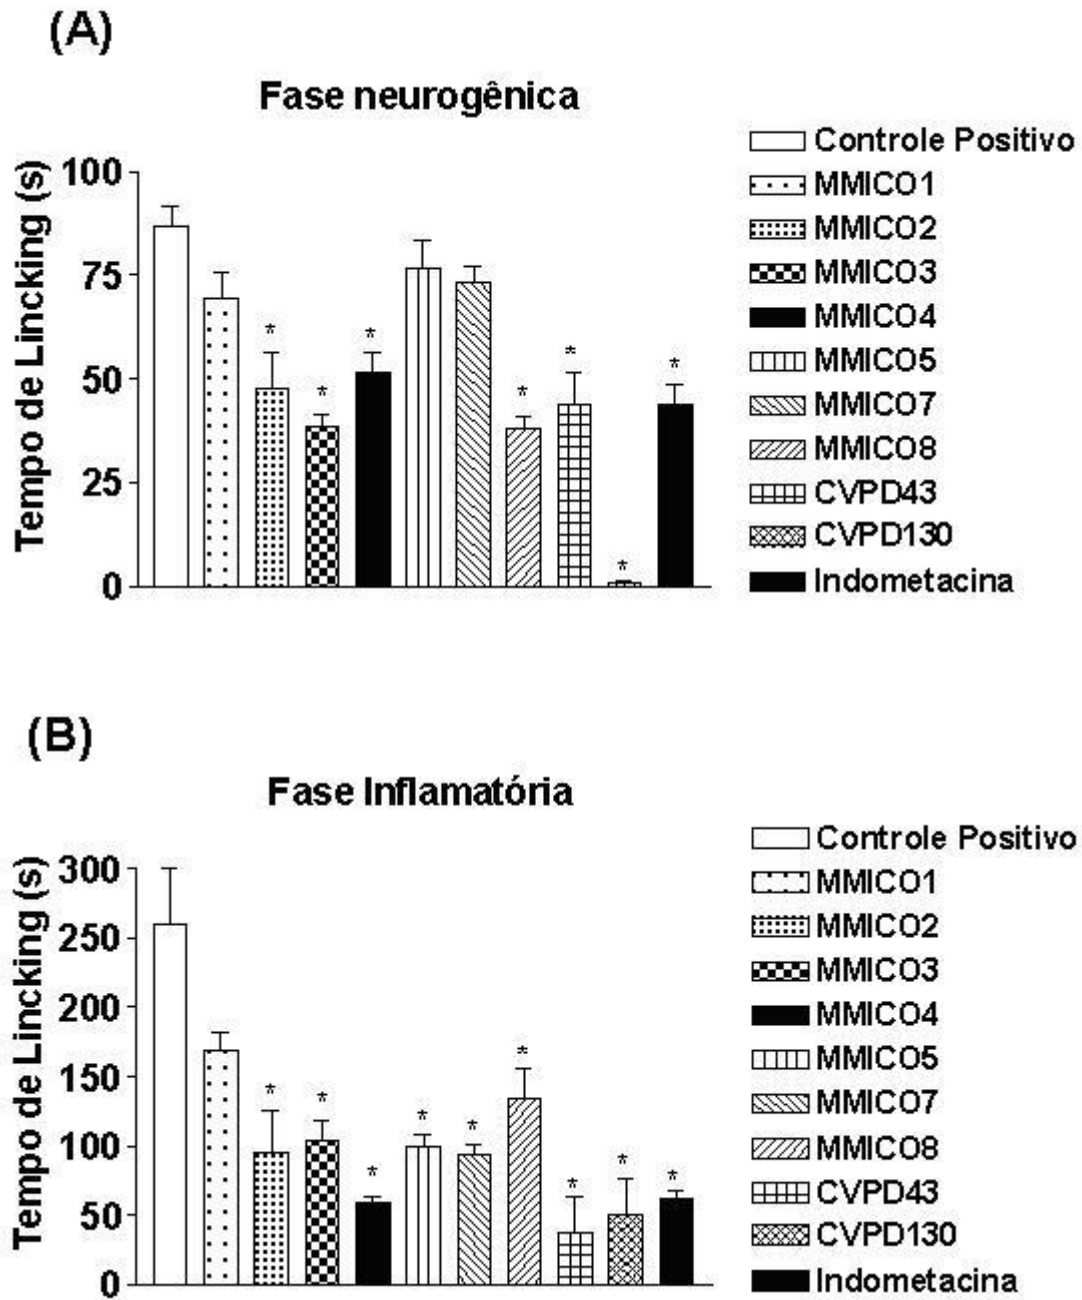 (A)
Fase neurogênica
Tempo de Lincking (s)
100
75
50
25
0
* * * * * * *
Controle Positivo
MMICO1
MMICO2
MMICO3
MMICO4
MMICO5
MMICO7
MMICO8
CVPD43
CVPD130
Indometacina
(B)
Fase Inflamatória
Tempo de Lincking (s)
300
250
200
150
100
50
0
* * * * * * * * *
Controle Positivo
MMICO1
MMICO2
MMICO3
MMICO4
MMICO5
MMICO7
MMICO8
CVPD43
CVPD130
Indometacina